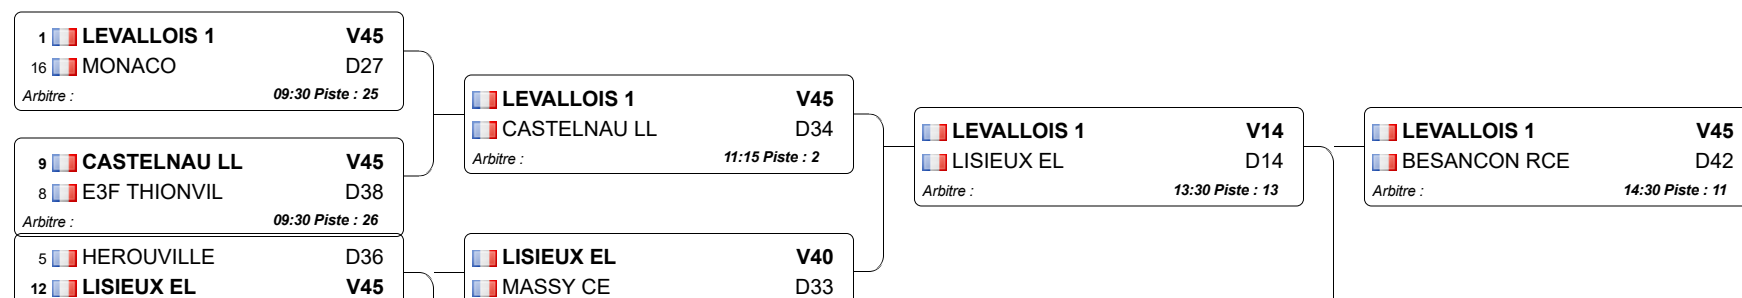 1 LEVALLOIS 1 V45
16 MONACO D27
Arbitre : 09:30 Piste : 25
9 CASTELNAU LL V45
8 E3F THIONVIL D38
Arbitre : 09:30 Piste : 26
5 HEROUVILLE D36
12 LISIEUX EL V45
LEVALLOIS 1 V45
CASTELNAU LL D34
Arbitre : 11:15 Piste : 2
LISIEUX EL V40
MASSY CE D33
LEVALLOIS 1 V14
LISIEUX EL D14
Arbitre : 13:30 Piste : 13
LEVALLOIS 1 V45
BESANCON RCE D42
Arbitre : 14:30 Piste : 11